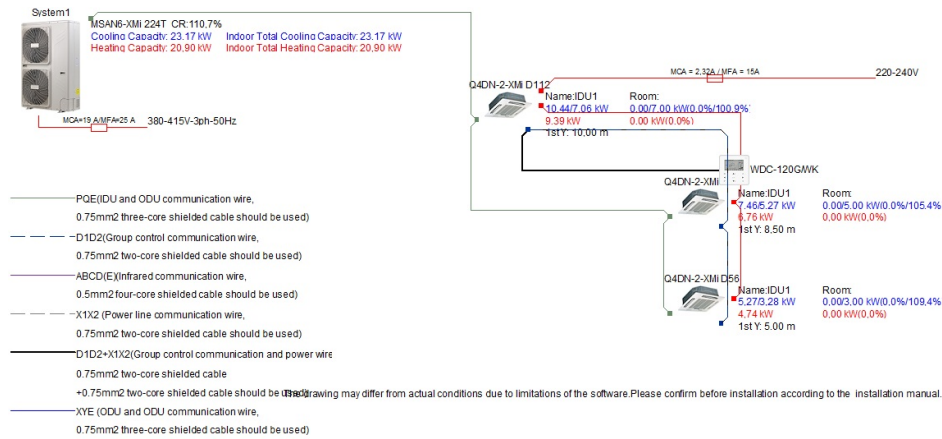 System1
MSAN6-XMi 224T CR:110.7%
Cooling Capacity: 23.17 kW Indoor Total Cooling Capacity: 23.17 kW
Heating Capacity: 20,90 kW Indoor Total Heating Capacity: 20,90 kW
MCA=19 A/MFA=25 A
380-415V-3ph-50Hz
MCA = 2,32A / MFA = 15A
220-240V
Q4DN-2-XMi D112
Name:IDU1 Room:
10.44/7.06 kW 0.00/7.00 kW(0.0%/100.9%
9.39 kW 0.00 kW(0.0%)
1st Y: 10,00 m
WDC-120G/WK
Q4DN-2-XMi
Name:IDU1 Room:
7.46/5.27 kW 0.00/5.00 kW(0.0%/105.4%
6,76 kW 0,00 kW(0.0%)
1st Y: 8,50 m
Q4DN-2-XMi D56
Name:IDU1 Room:
5,27/3,28 kW 0,00/3,00 kW(0,0%/109,4%
4,74 kW 0,00 kW(0,0%)
1st Y: 5.00 m
PQE(IDU and ODU communication wire,
0.75mm2 three-core shielded cable should be used)
D1D2(Group control communication wire,
0.75mm2 two-core shielded cable should be used)
ABCD(E)(Infrared communication wire,
0.5mm2 four-core shielded cable should be used)
X1X2 (Power line communication wire,
0.75mm2 two-core shielded cable should be used)
D1D2+X1X2(Group control communication and power wire
0.75mm2 two-core shielded cable
+0.75mm2 two-core shielded cable should be used)
The drawing may differ from actual conditions due to limitations of the software.Please confirm before installation according to the installation manual.
XYE (ODU and ODU communication wire,
0.75mm2 three-core shielded cable should be used)